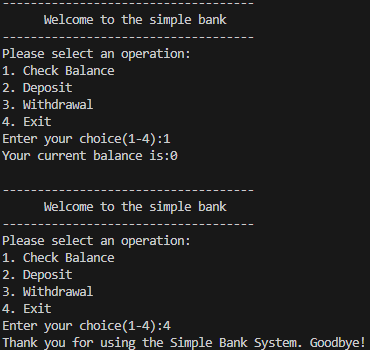 ------------------------------------
Welcome to the simple bank
------------------------------------
Please select an operation:
1. Check Balance
2. Deposit
3. Withdrawal
4. Exit
Enter your choice(1-4):1
Your current balance is:0
------------------------------------
Welcome to the simple bank
------------------------------------
Please select an operation:
1. Check Balance
2. Deposit
3. Withdrawal
4. Exit
Enter your choice(1-4):4
Thank you for using the Simple Bank System. Goodbye!